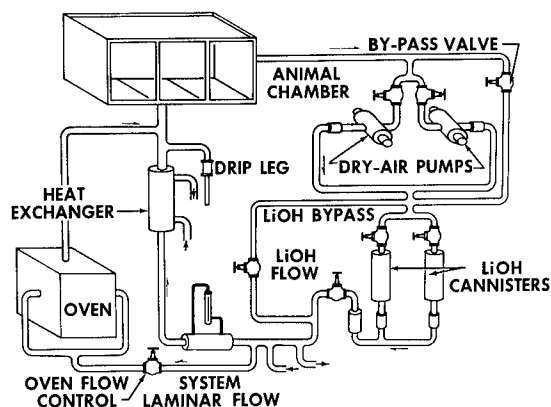 BY-PASS VALVE
ANIMAL
CHAMBER
DRIP LEG
DRY-AIR PUMPS
HEAT
EXCHANGER
LiOH BYPASS
LiOH
FLOW
LiOH
CANNISTERS
OVEN
OVEN FLOW
CONTROL
SYSTEM
LAMINAR FLOW